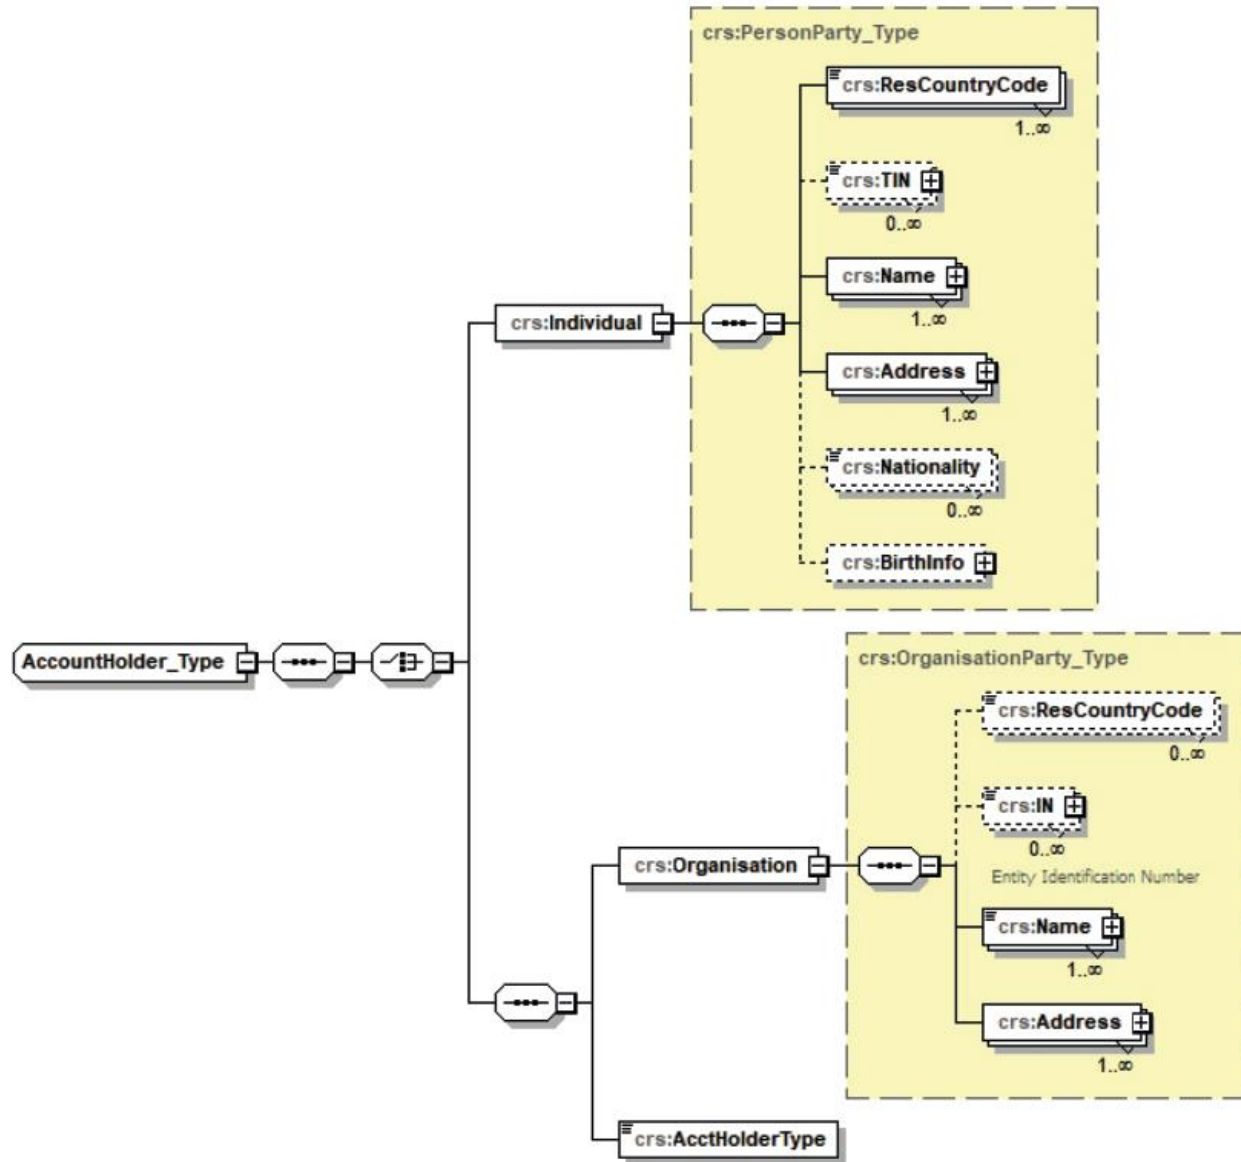 crs:PersonParty_Type
crs:ResCountryCode
1..∞
crs:TIN
0..∞
crs:Name
1..∞
crs:Individual
crs:Address
1..∞
crs:Nationality
0..∞
crs:BirthInfo
AccountHolder_Type
crs:OrganisationParty_Type
crs:ResCountryCode
0..∞
crs:IN
0..∞
Entity Identification Number
crs:Organisation
crs:Name
1..∞
crs:Address
1..∞
crs:AcctHolderType